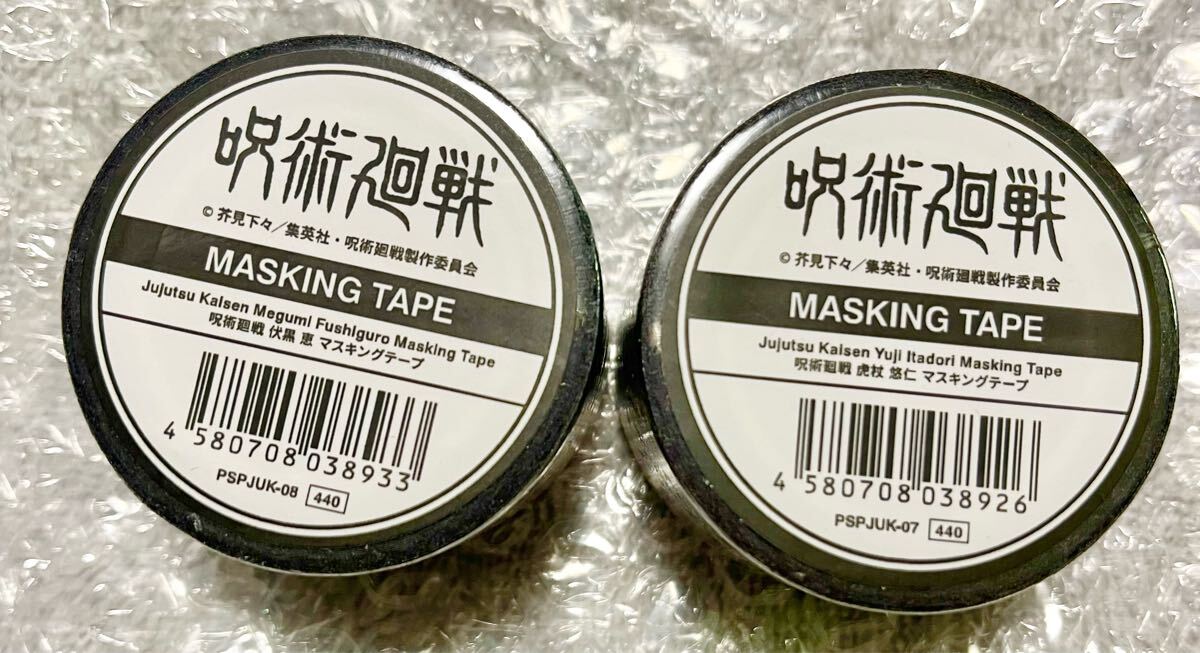 呪術廻戦
© 芥見下々／集英社・呪術廻戦製作委員会
MASKING TAPE
Jujutsu Kaisen Megumi Fushiguro Masking Tape
呪術廻戦 伏黒 恵 マスキングテープ
4 580708 038933
PSPJUK-08 440
呪術廻戦
© 芥見下々／集英社・呪術廻戦製作委員会
MASKING TAPE
Jujutsu Kaisen Yuji Itadori Masking Tape
呪術廻戦 虎杖 悠仁 マスキングテープ
4 580708 038926
PSPJUK-07 440